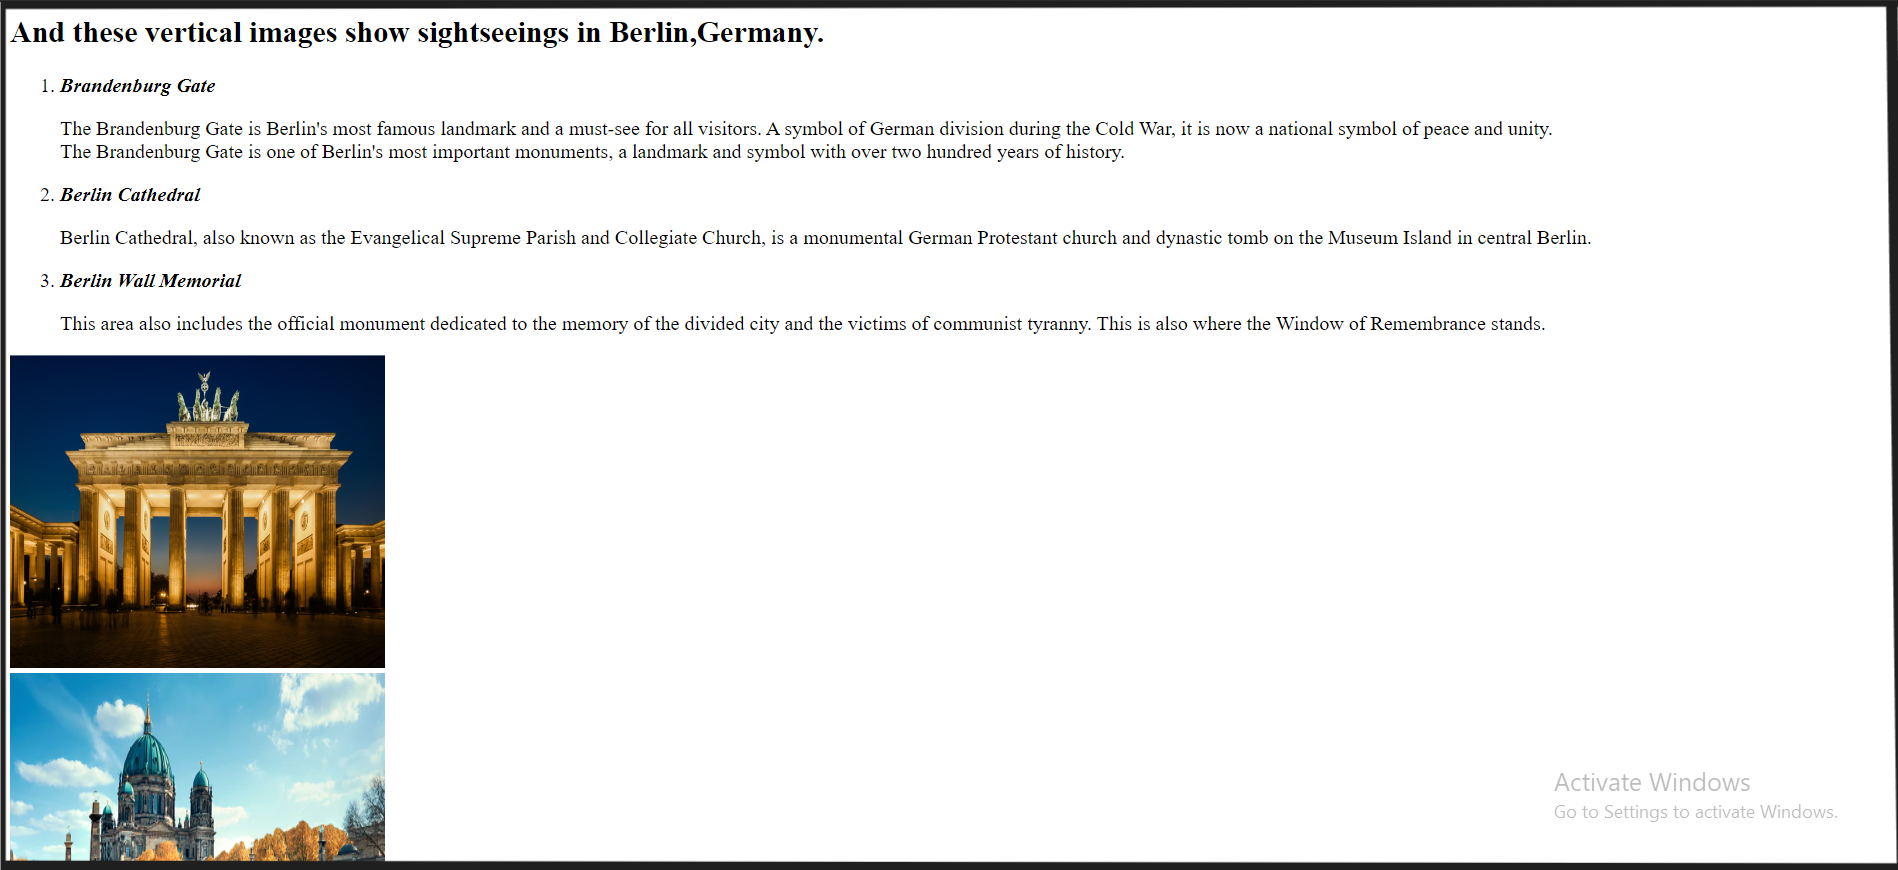 And these vertical images show sightseeings in Berlin,Germany.
1. Brandenburg Gate
The Brandenburg Gate is Berlin's most famous landmark and a must-see for all visitors. A symbol of German division during the Cold War, it is now a national symbol of peace and unity.
The Brandenburg Gate is one of Berlin's most important monuments, a landmark and symbol with over two hundred years of history.
2. Berlin Cathedral
Berlin Cathedral, also known as the Evangelical Supreme Parish and Collegiate Church, is a monumental German Protestant church and dynastic tomb on the Museum Island in central Berlin.
3. Berlin Wall Memorial
This area also includes the official monument dedicated to the memory of the divided city and the victims of communist tyranny. This is also where the Window of Remembrance stands.
Activate Windows
Go to Settings to activate Windows.